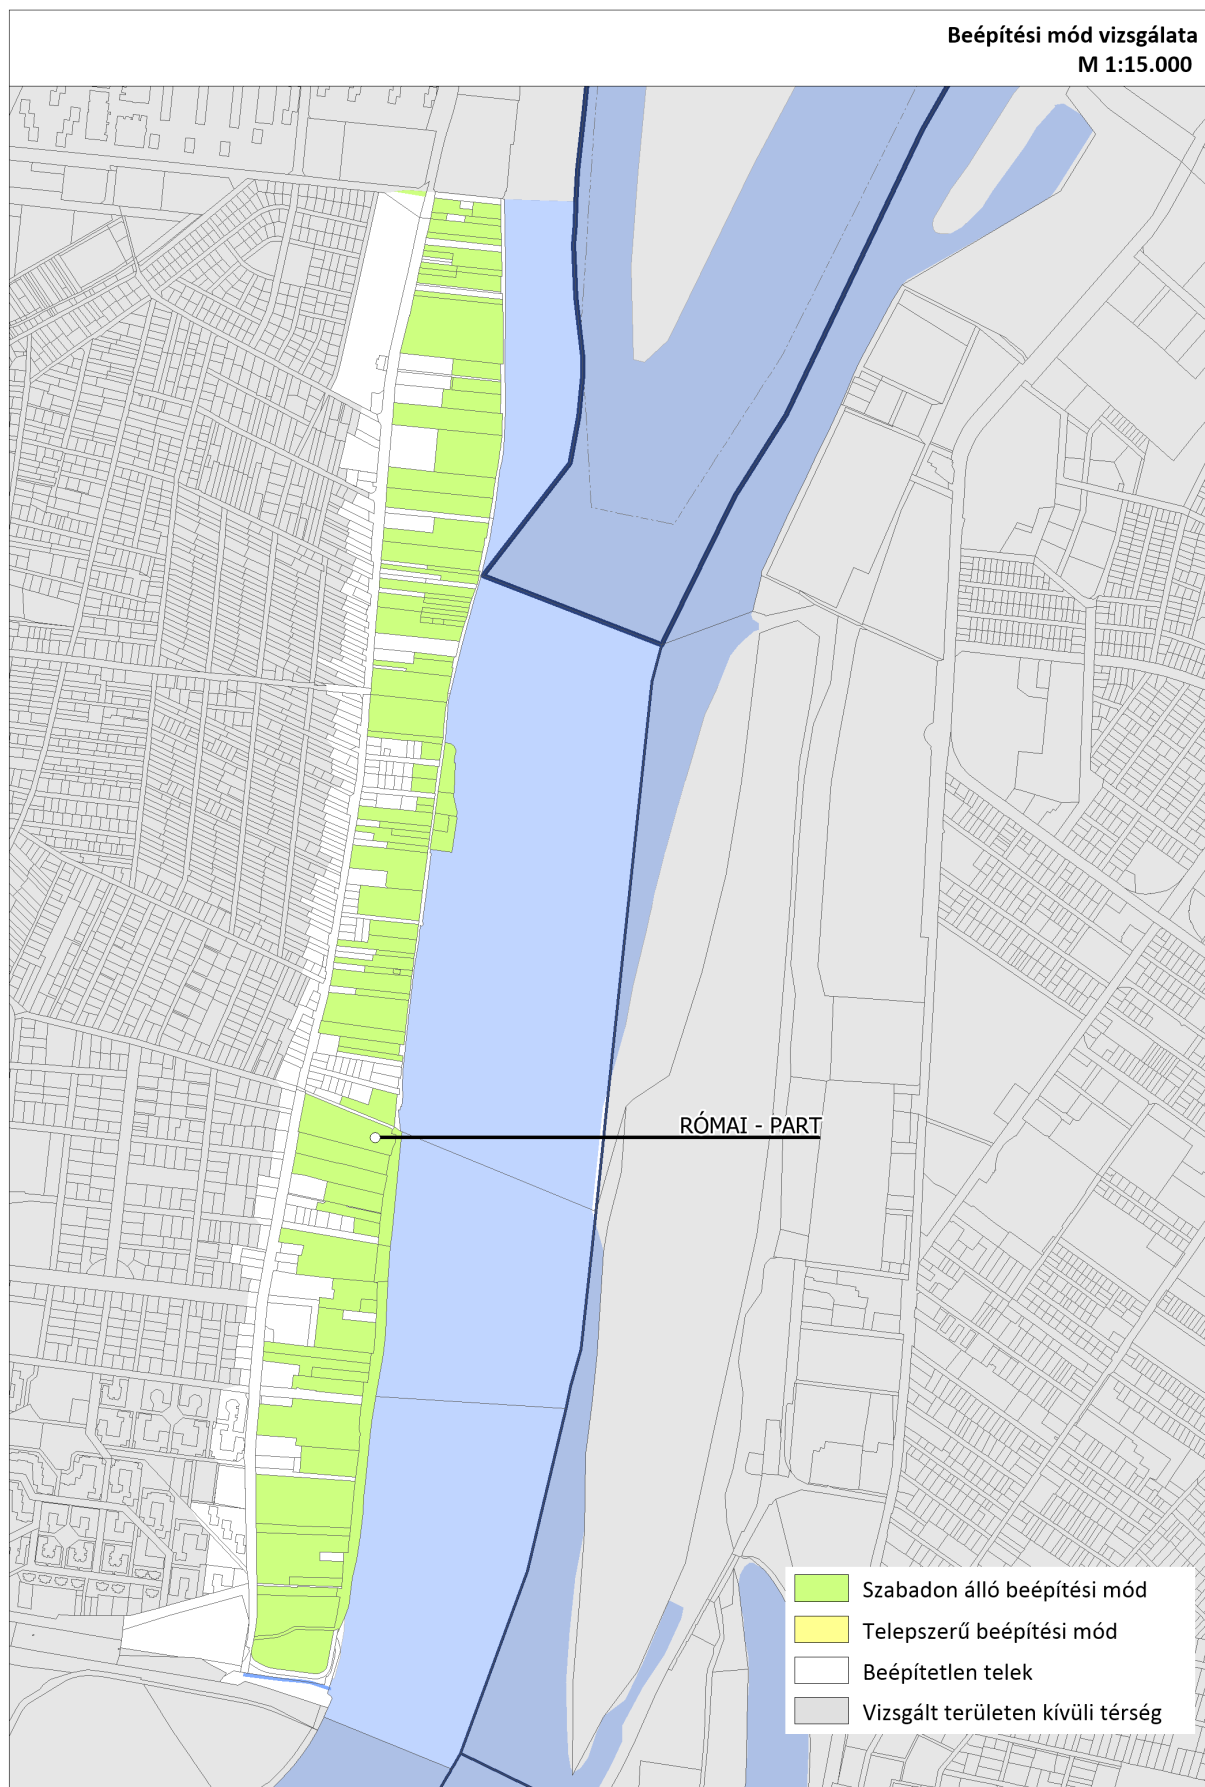 Beépítési mód vizsgálata
M 1:15.000
RÓMAI - PART
Szabadon álló beépítési mód
Telepszerű beépítési mód
Beépítetlen telek
Vizsgált területen kívüli térség